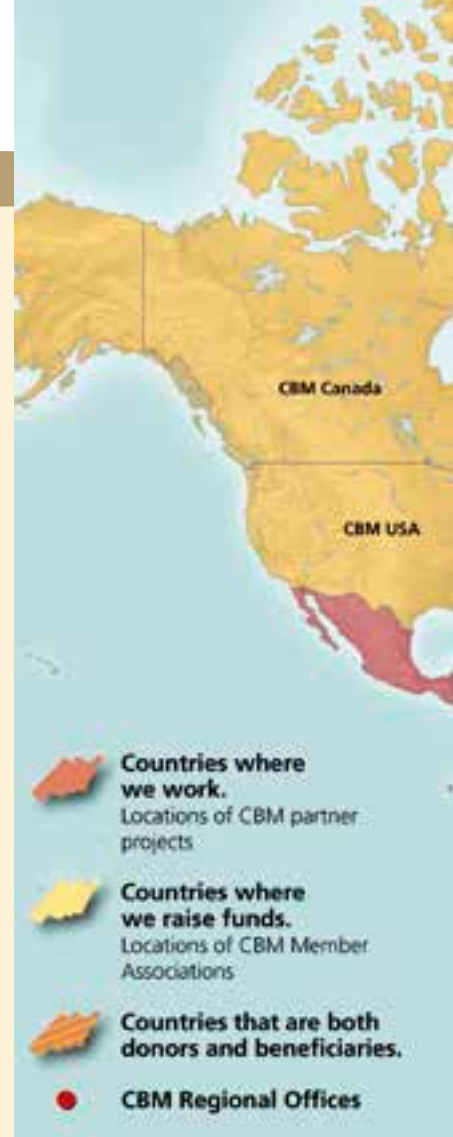 CBM Canada
CBM USA
Countries where
we work.
Locations of CBM partner
projects
Countries where
we raise funds.
Locations of CBM Member
Associations
Countries that are both
donors and beneficiaries.
CBM Regional Offices